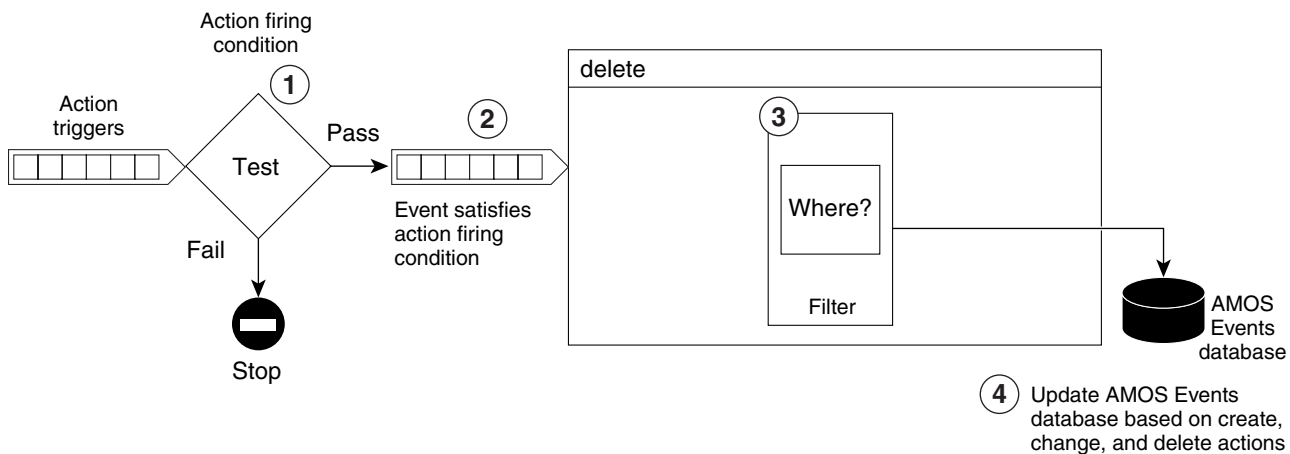 Action firing
condition
1
Action
triggers
Test
Pass
Fail
Stop
2
Event satisfies
action firing
condition
delete
3
Where?
Filter
AMOS
Events
database
4
Update AMOS Events
database based on create,
change, and delete actions